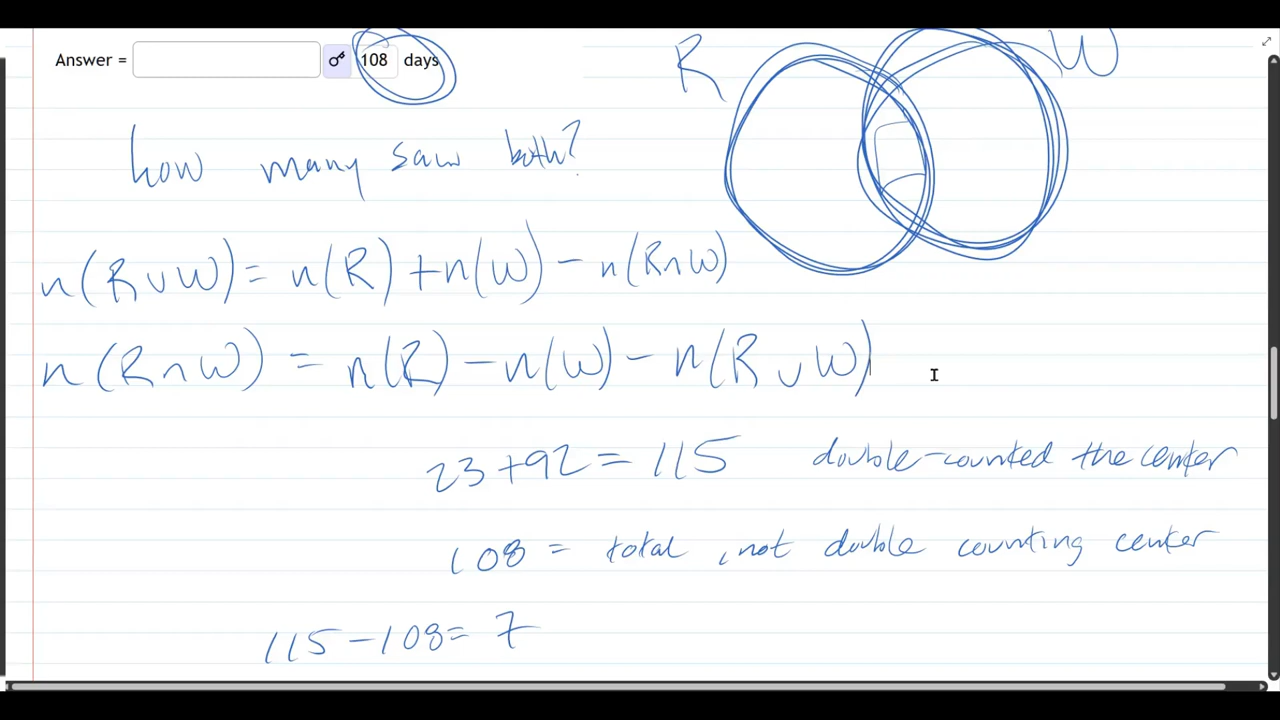 Answer = 108 days
R W
how many saw both?
n(R∪W) = n(R) + n(W) - n(R∩W)
n(R∩W) = n(R) - n(W) - n(R∪W)
23+92 = 115 double-counted the center
108 = total, not double counting center
115-108= 7